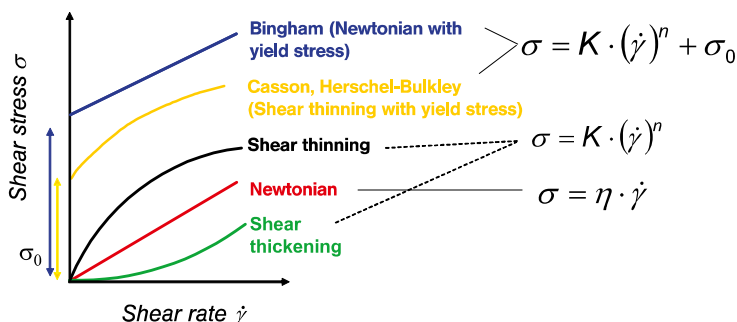 Shear stress σ
σ₀
Shear rate γ̇
Bingham (Newtonian with
yield stress)
Casson, Herschel-Bulkley
(Shear thinning with yield stress)
Shear thinning
Newtonian
Shear
thickening
σ = K · (γ̇)ⁿ + σ₀
σ = K · (γ̇)ⁿ
σ = η · γ̇